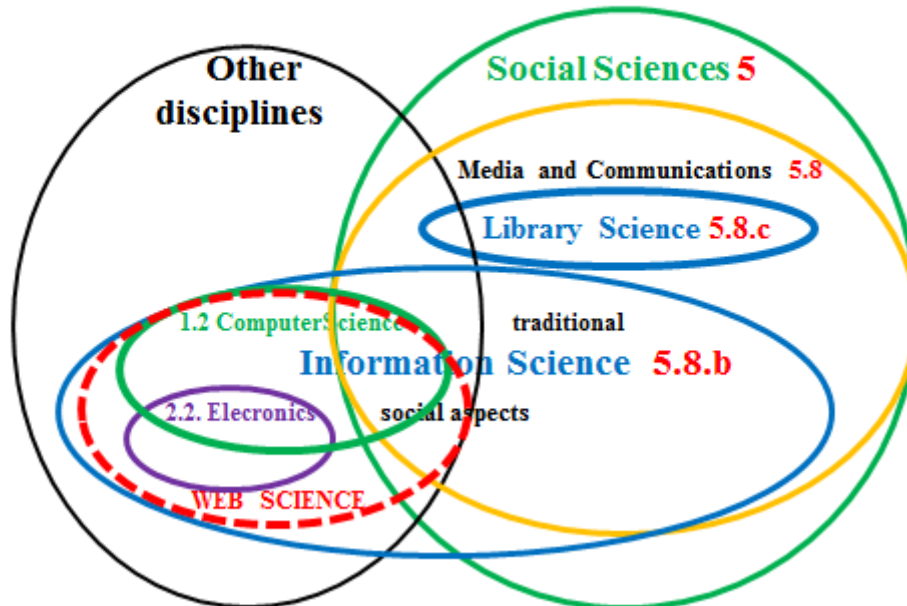 Other
disciplines
Social Sciences 5
Media and Communications 5.8
Library Science 5.8.c
1.2 ComputerScience
traditional
Information Science 5.8.b
2.2. Elecronics
social aspects
WEB SCIENCE